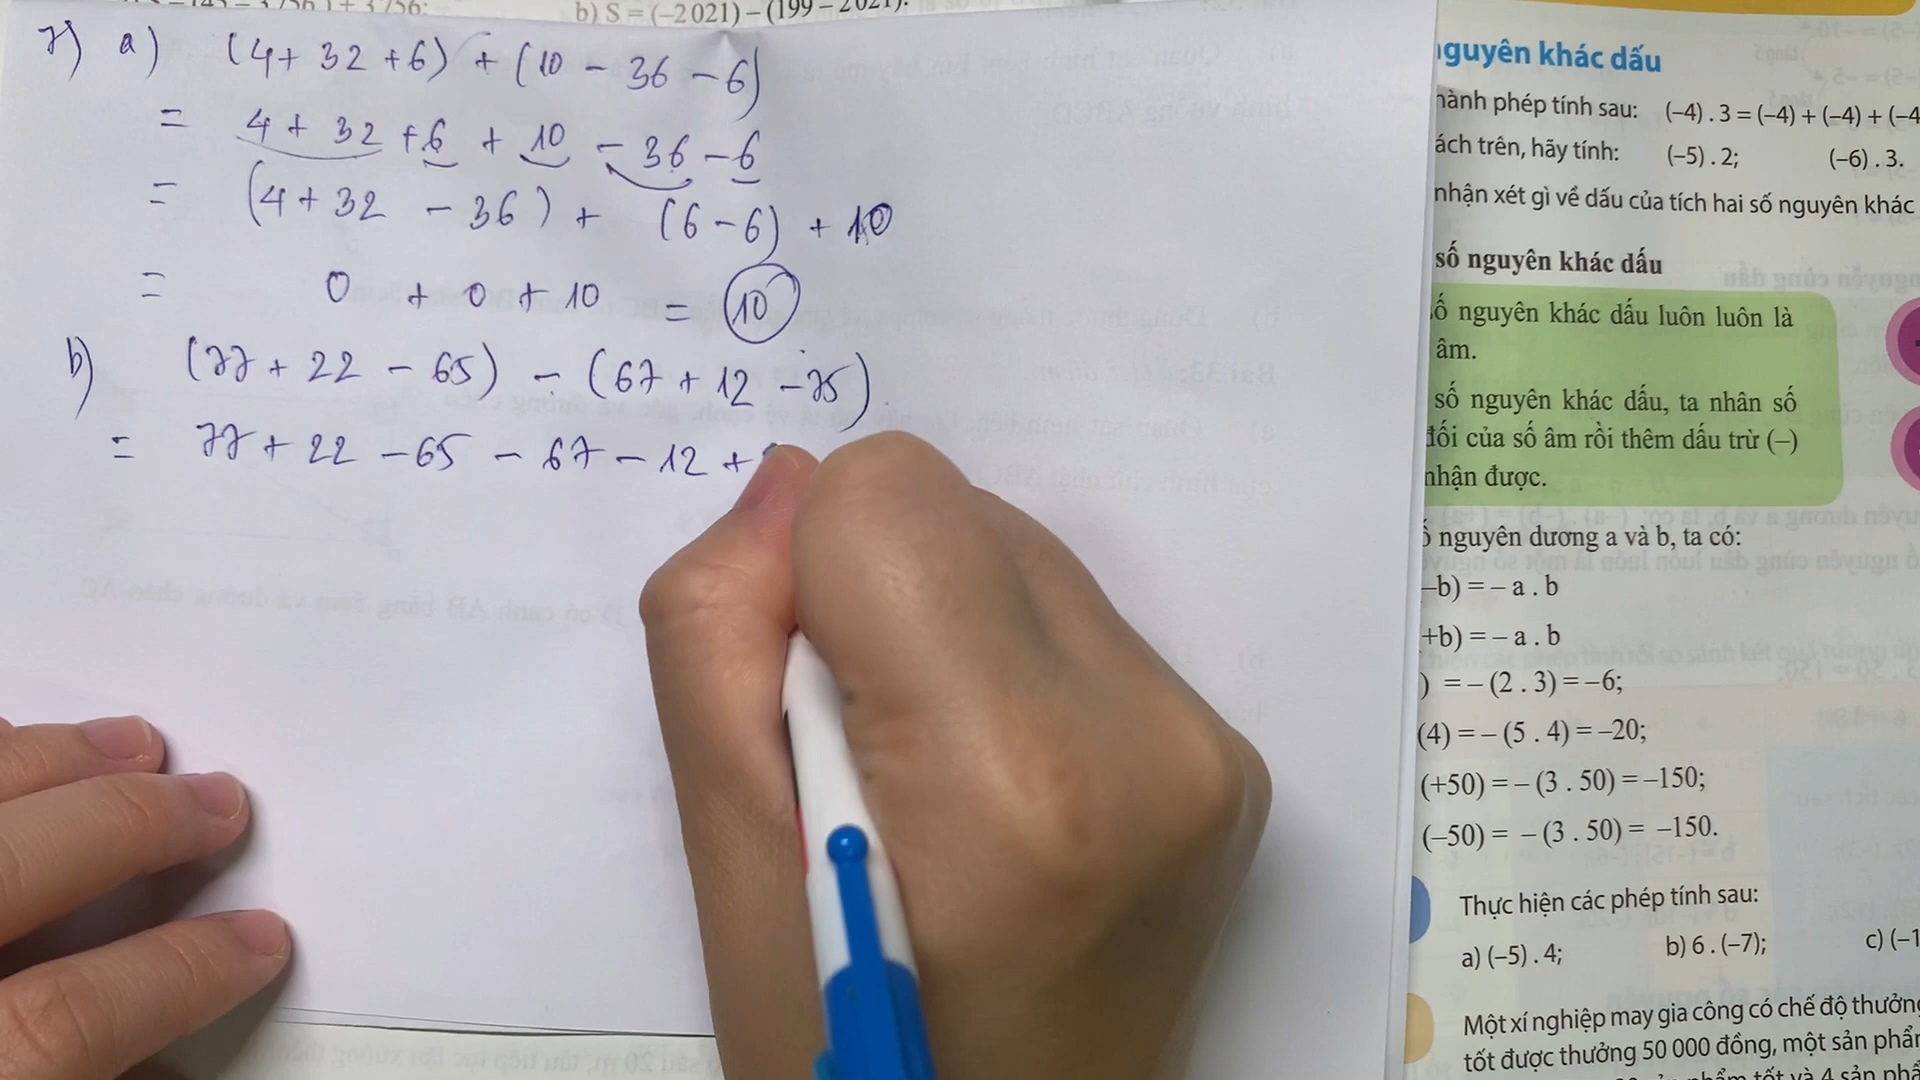 b) S = (–2 021) – (199 – 2021).
7) a) (4 + 32 + 6) + (10 – 36 – 6)
= 4 + 32 + 6 + 10 – 36 – 6
= (4 + 32 – 36) + (6 – 6) + 10
= 0 + 0 + 10 = 10
b) (77 + 22 – 65) – (67 + 12 – 75)
= 77 + 22 – 65 – 67 – 12 +
nguyên khác dấu
phép tính sau: (–4) . 3 = (–4) + (–4) + (–4
ách trên, hãy tính: (–5) . 2; (–6) . 3.
nhận xét gì về dấu của tích hai số nguyên khác
số nguyên khác dấu
ố nguyên khác dấu luôn luôn là
âm.
số nguyên khác dấu, ta nhân số
đối của số âm rồi thêm dấu trừ (–)
nhận được.
nguyên dương a và b, ta có:
–b) = – a . b
+b) = – a . b
) = – (2 . 3) = –6;
(4) = – (5 . 4) = –20;
(+50) = – (3 . 50) = –150;
(–50) = – (3 . 50) = –150.
Thực hiện các phép tính sau:
a) (–5) . 4; b) 6 . (–7); c) (–1
Một xí nghiệp may gia công có chế độ thưởng
tốt được thưởng 50 000 đồng, một sản phẩm
tốt và 4 sản